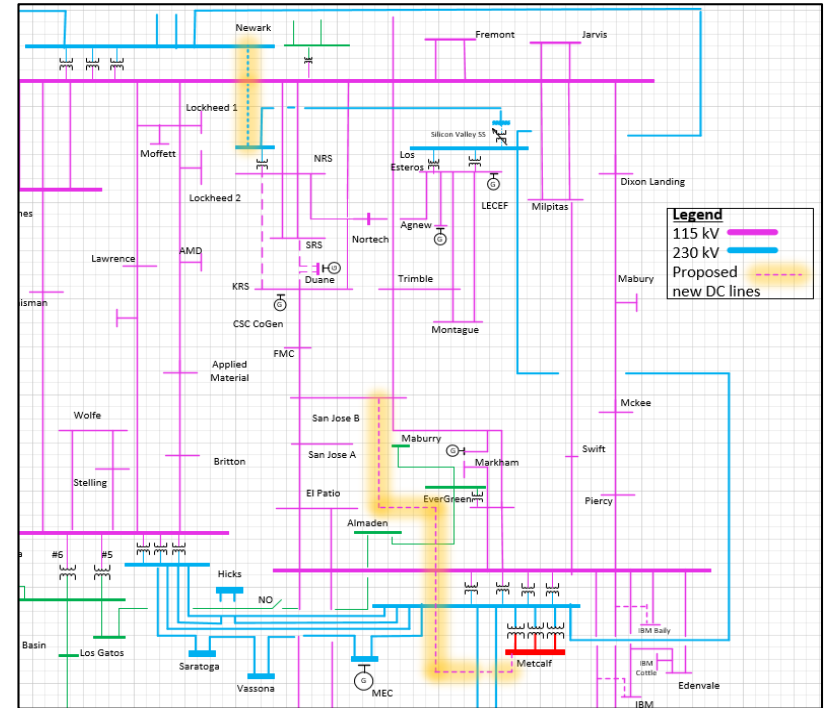 Newark
Fremont
Jarvis
Lockheed 1
Moffett
Silicon Valley SS
Los
Esteros
NRS
Dixon Landing
Lockheed 2
LECEF
Milpitas
G
Legend
115 kV
230 kV
Proposed
new DC lines
nes
Agnew
G
Nortech
SRS
AMD
Lawrence
G
Duane
Trimble
Mabury
KRS
isman
G
CSC CoGen
Montague
FMC
Applied
Material
Mckee
Wolfe
San Jose B
Maburry
G
Swift
San Jose A
Markham
Britton
Stelling
El Patio
EverGreen
Piercy
Almaden
#6
#5
Hicks
NO
IBM Baily
Basin
Los Gatos
Saratoga
Metcalf
IBM
Cottle
Vassona
G
MEC
Edenvale
IBM